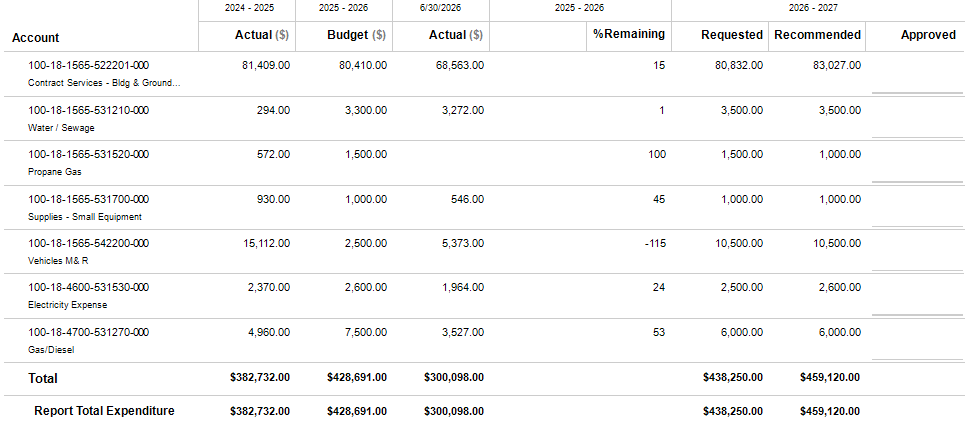 2024 - 2025 2025 - 2026 6/30/2026 2025 - 2026 2026 - 2027
Account Actual ($) Budget ($) Actual ($) %Remaining Requested Recommended Approved
100-18-1565-522201-000 81,409.00 80,410.00 68,563.00 15 80,832.00 83,027.00
Contract Services - Bldg & Ground...
100-18-1565-531210-000 294.00 3,300.00 3,272.00 1 3,500.00 3,500.00
Water / Sewage
100-18-1565-531520-000 572.00 1,500.00 100 1,500.00 1,000.00
Propane Gas
100-18-1565-531700-000 930.00 1,000.00 546.00 45 1,000.00 1,000.00
Supplies - Small Equipment
100-18-1565-542200-000 15,112.00 2,500.00 5,373.00 -115 10,500.00 10,500.00
Vehicles M& R
100-18-4600-531530-000 2,370.00 2,600.00 1,964.00 24 2,500.00 2,600.00
Electricity Expense
100-18-4700-531270-000 4,960.00 7,500.00 3,527.00 53 6,000.00 6,000.00
Gas/Diesel
Total $382,732.00 $428,691.00 $300,098.00 $438,250.00 $459,120.00
Report Total Expenditure $382,732.00 $428,691.00 $300,098.00 $438,250.00 $459,120.00